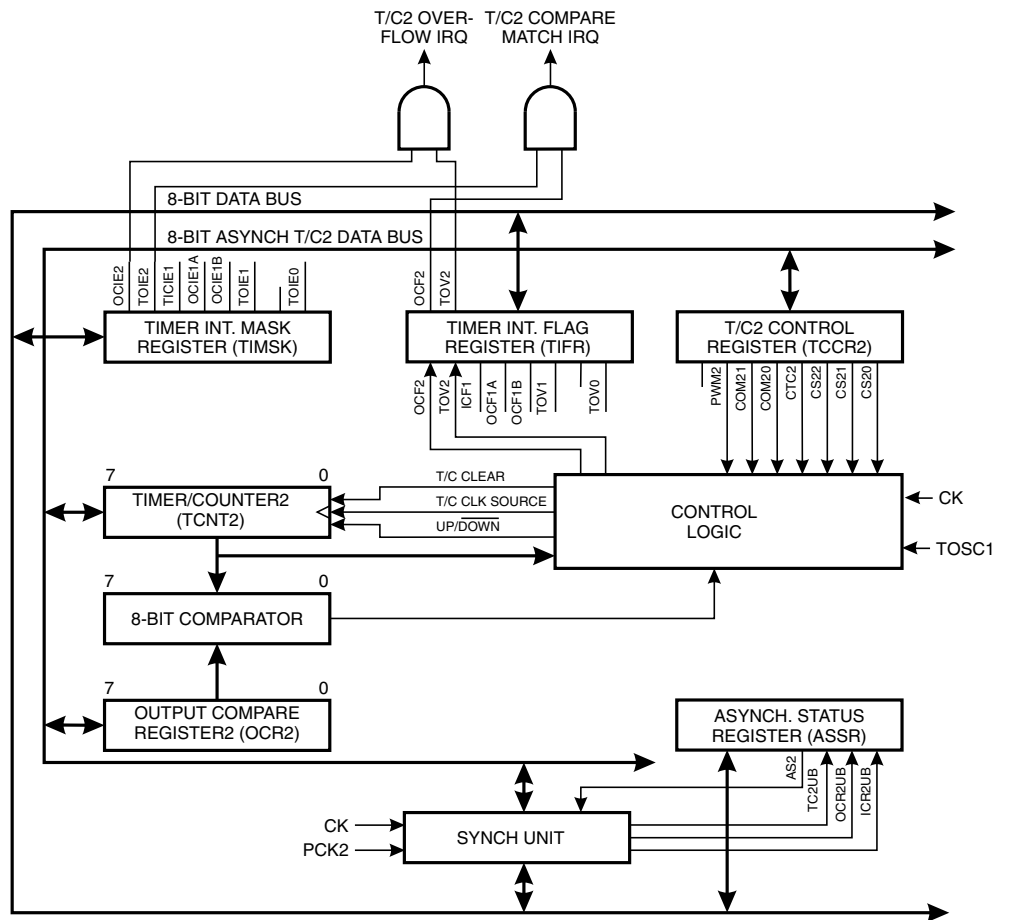 T/C2 OVER-
FLOW IRQ
T/C2 COMPARE
MATCH IRQ
8-BIT DATA BUS
8-BIT ASYNCH T/C2 DATA BUS
OCIE2
TOIE2
TICIE1
OCIE1A
OCIE1B
TOIE1
TOIE0
OCF2
TOV2
TIMER INT. MASK
REGISTER (TIMSK)
TIMER INT. FLAG
REGISTER (TIFR)
T/C2 CONTROL
REGISTER (TCCR2)
OCF2
TOV2
ICF1
OCF1A
OCF1B
TOV1
TOV0
PWM2
COM21
COM20
CTC2
CS22
CS21
CS20
7
0
TIMER/COUNTER2
(TCNT2)
T/C CLEAR
T/C CLK SOURCE
UP/DOWN
CONTROL
LOGIC
CK
TOSC1
7
0
8-BIT COMPARATOR
7
0
OUTPUT COMPARE
REGISTER2 (OCR2)
ASYNCH. STATUS
REGISTER (ASSR)
AS2
TC2UB
OCR2UB
ICR2UB
CK
PCK2
SYNCH UNIT